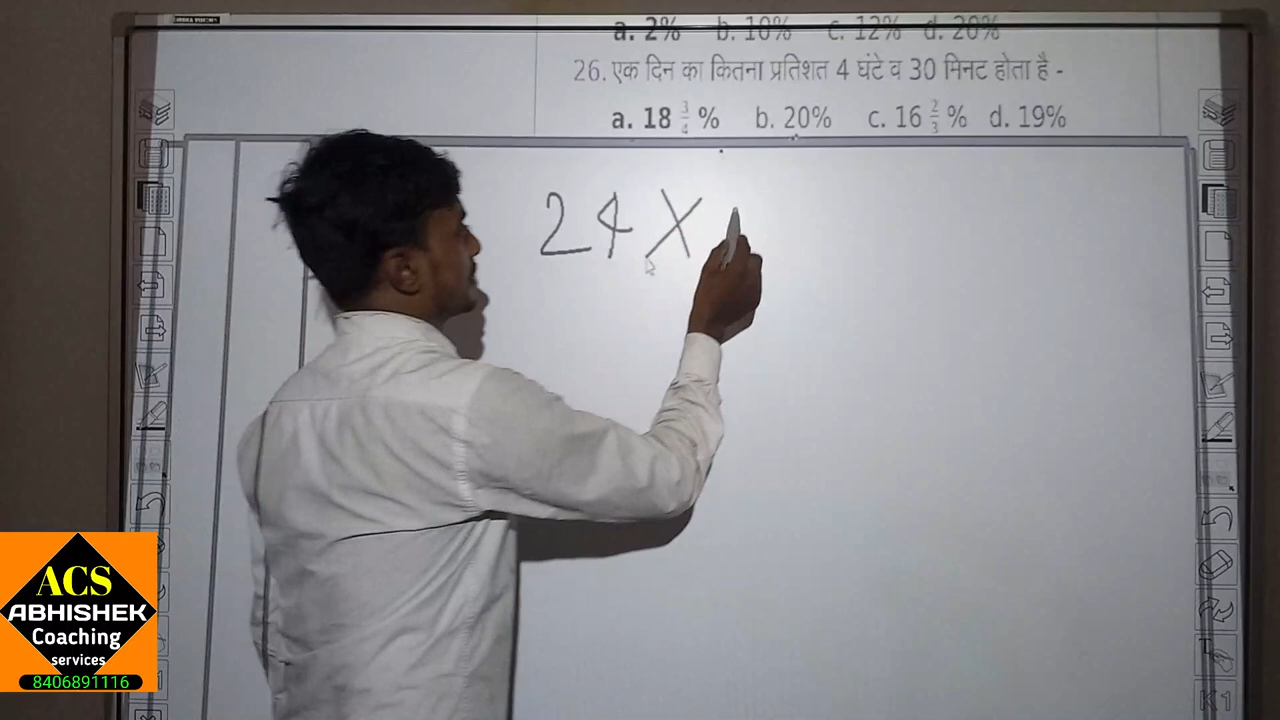 a. 2% b. 10% c. 12% d. 20%
26. एक दिन का कितना प्रतिशत 4 घंटे व 30 मिनट होता है -
a. 18 3/4 % b. 20% c. 16 2/3 % d. 19%
24 X
ACS
ABHISHEK
Coaching
services
8406891116
K1